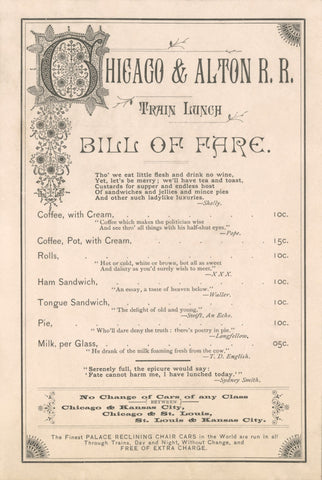 CHICAGO & ALTON R. R.
TRAIN LUNCH
BILL OF FARE.
Tho' we eat little flesh and drink no wine,
Yet, let's be merry; we'll have tea and toast,
Custards for supper and endless host
Of sandwiches and jellies and mince pies
And other such ladylike luxuries.
—Shelly.
Coffee, with Cream, . . . . . 10c.
"Coffee which makes the politician wise
And see thro' all things with his half-shut eyes."
—Pope.
Coffee, Pot, with Cream, . . . . . 15c.
Rolls, . . . . . 10c.
"Hot or cold, white or brown, but all as sweet
And dainty as you'd surely wish to meet."
—X X X.
Ham Sandwich, . . . . . 10c.
"An essay, a taste of heaven below."
—Waller.
Tongue Sandwich, . . . . . 10c.
"The delight of old and young."
—Swift, An Echo.
Pie, . . . . . 10c.
"Who'll dare deny the truth: there's poetry in pie."
—Longfellow.
Milk, per Glass, . . . . . 05c.
"He drank of the milk foaming fresh from the cow."
—T. D. English.
"Serenely full, the epicure would say:
Fate cannot harm me, I have lunched today.'"
—Sydney Smith.
No Change of Cars of any Class
BETWEEN
Chicago & Kansas City,
Chicago & St. Louis,
St. Louis & Kansas City.
The Finest PALACE RECLINING CHAIR CARS in the World are run in all
Through Trains, Day and Night, Without Change, and
FREE OF EXTRA CHARGE.